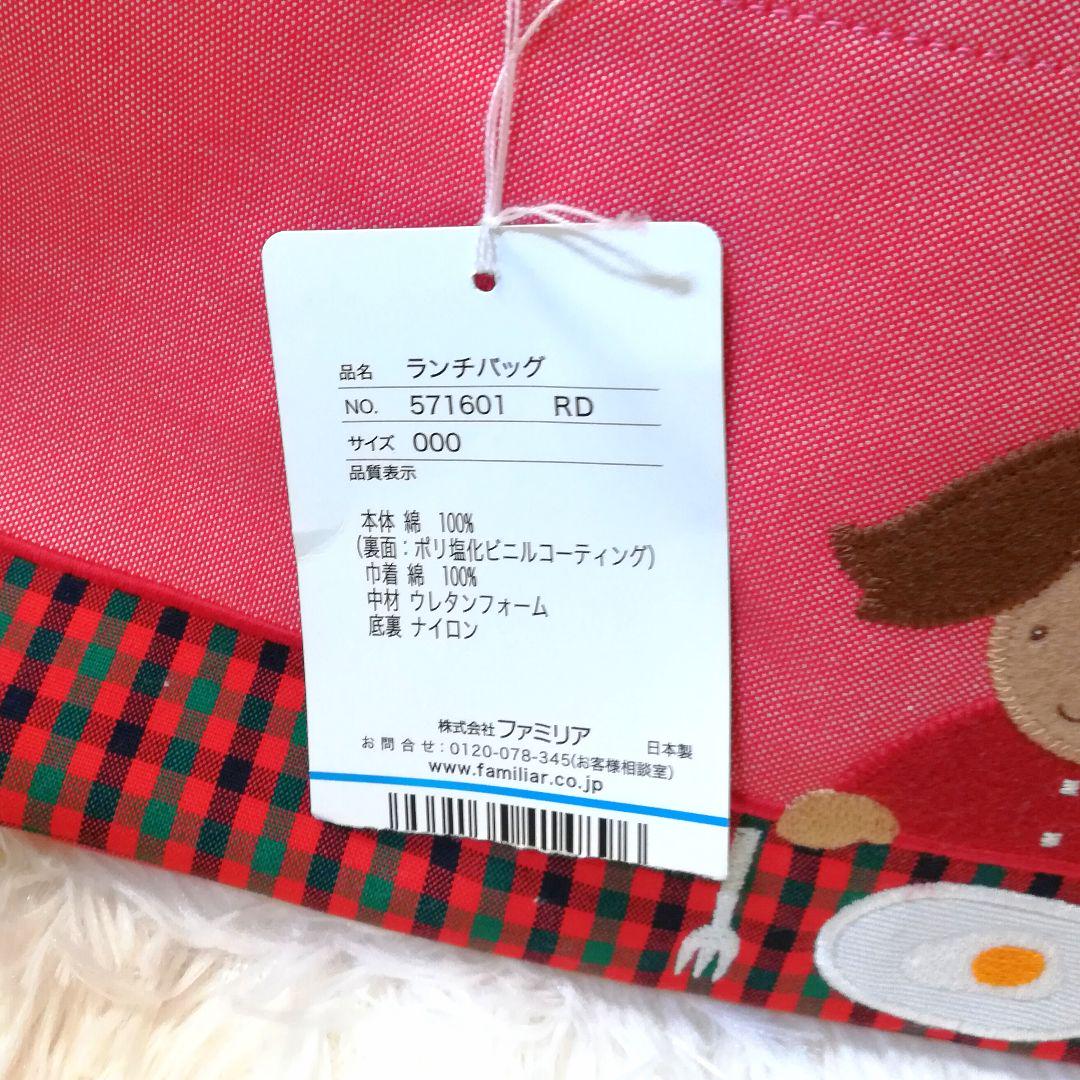 品名 ランチバッグ
NO. 571601 RD
サイズ 000
品質表示
本体 綿 100%
(裏面:ポリ塩化ビニルコーティング)
巾着 綿 100%
中材 ウレタンフォーム
底裏 ナイロン
株式会社 ファミリア 日本製
お問合せ:0120-078-345(お客様相談室)
www.familiar.co.jp